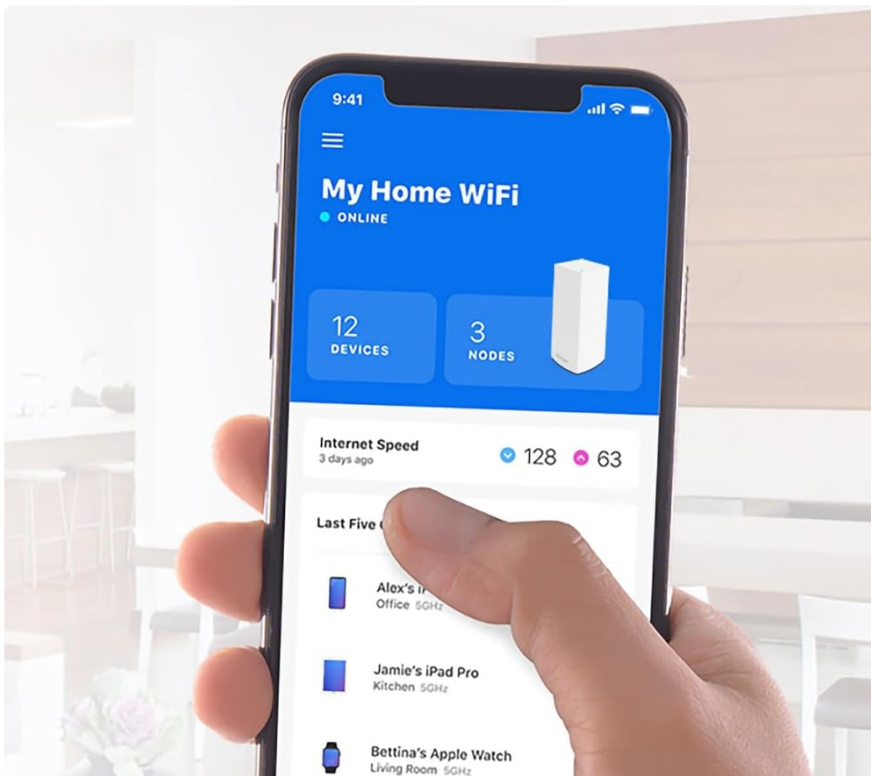 9:41
My Home WiFi
ONLINE
12
DEVICES
3
NODES
Internet Speed
3 days ago
128
63
Last Five
Alex's
Office 5GHz
Jamie's iPad Pro
Kitchen 5GHz
Bettina's Apple Watch
Living Room 5GHz